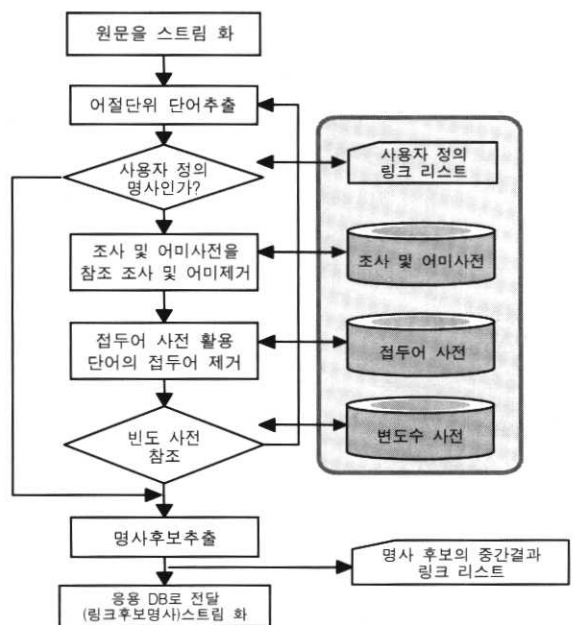 원문을 스트림 화
어절단위 단어추출
사용자 정의
명사인가?
사용자 정의
링크 리스트
조사 및 어미사전을
참조 조사 및 어미제거
조사 및 어미사전
접두어 사전 활용
단어의 접두어 제거
접두어 사전
빈도 사전
참조
변도수 사전
명사후보추출
명사 후보의 중간결과
링크 리스트
응용 DB로 전달
(링크후보명사)스트림 화